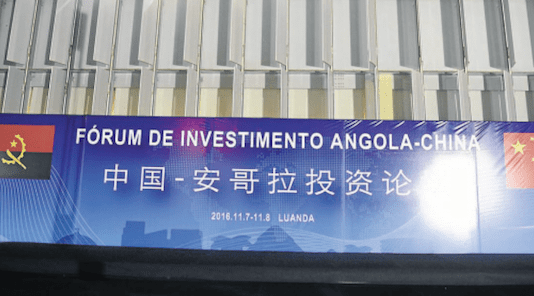 FÓRUM DE INVESTIMENTO ANGOLA-CHINA
中国-安哥拉投资论
2016.11.7-11.8 LUANDA